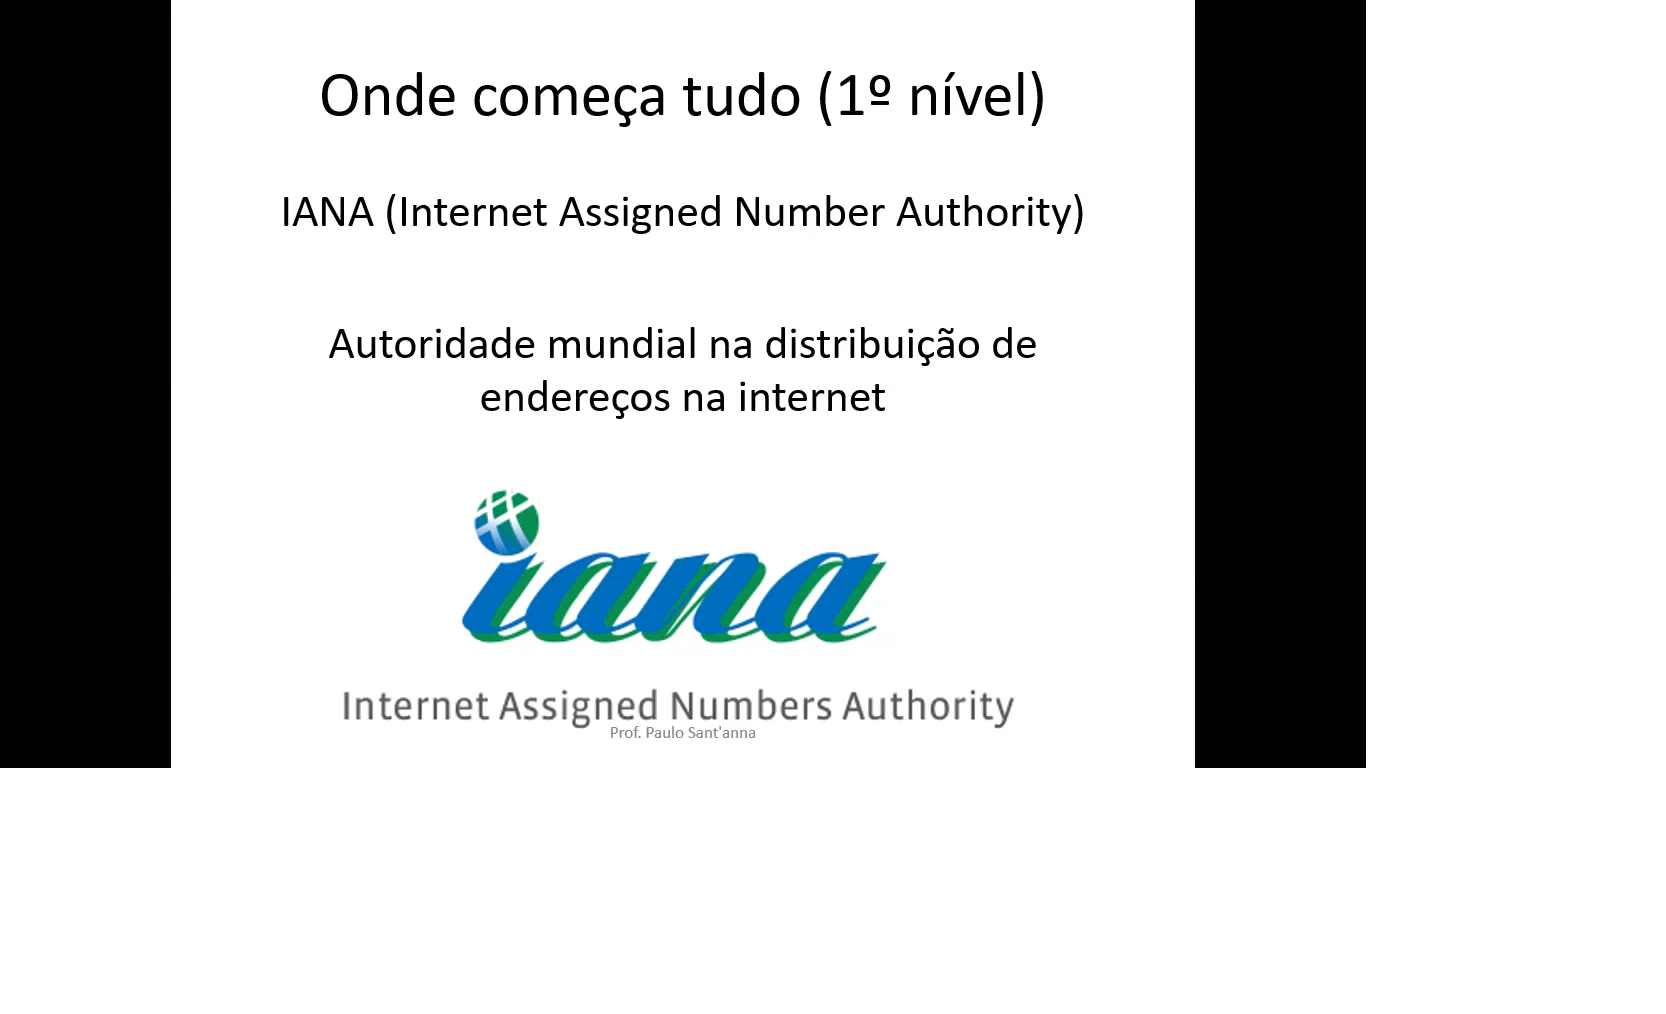 Onde começa tudo (1º nível)
IANA (Internet Assigned Number Authority)
Autoridade mundial na distribuição de
endereços na internet
iana
Internet Assigned Numbers Authority
Prof. Paulo Sant'anna